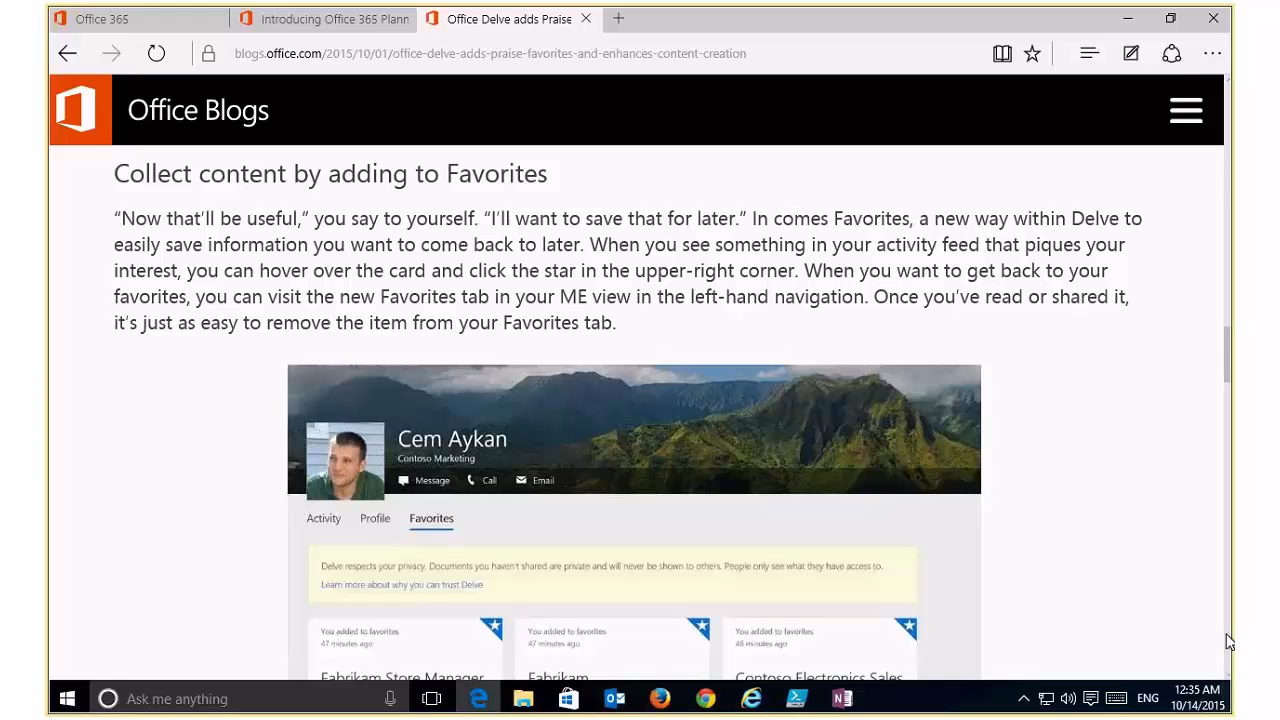 Office 365
Introducing Office 365 Plann
Office Delve adds Praise
blogs.office.com/2015/10/01/office-delve-adds-praise-favorites-and-enhances-content-creation
Office Blogs
Collect content by adding to Favorites
“Now that’ll be useful,” you say to yourself. “I’ll want to save that for later.” In comes Favorites, a new way within Delve to
easily save information you want to come back to later. When you see something in your activity feed that piques your
interest, you can hover over the card and click the star in the upper-right corner. When you want to get back to your
favorites, you can visit the new Favorites tab in your ME view in the left-hand navigation. Once you’ve read or shared it,
it’s just as easy to remove the item from your Favorites tab.
Cem Aykan
Contoso Marketing
Message Call Email
Activity Profile Favorites
Delve respects your privacy. Documents you haven't shared are private and will never be shown to others. People only see what they have access to.
Learn more about why you can trust Delve
You added to favorites
47 minutes ago
Fabrikam Store Manager
You added to favorites
47 minutes ago
Fabrikam
You added to favorites
48 minutes ago
Contoso Electronics Sales
Ask me anything
ENG
12:35 AM
10/14/2015